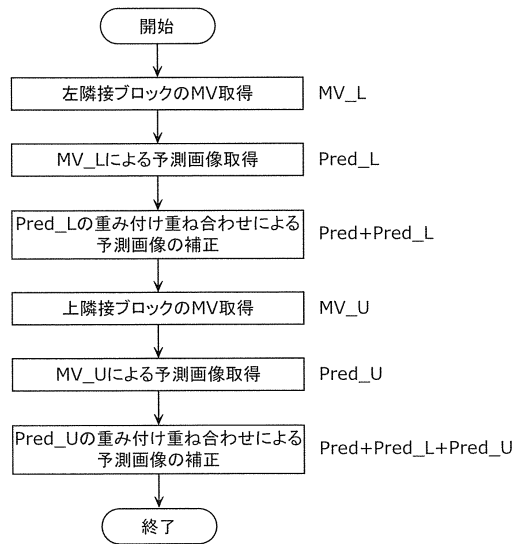 開始
左隣接ブロックのMV取得
MV_L
MV_Lによる予測画像取得
Pred_L
Pred_Lの重み付け重ね合わせによる
予測画像の補正
Pred+Pred_L
上隣接ブロックのMV取得
MV_U
MV_Uによる予測画像取得
Pred_U
Pred_Uの重み付け重ね合わせによる
予測画像の補正
Pred+Pred_L+Pred_U
終了